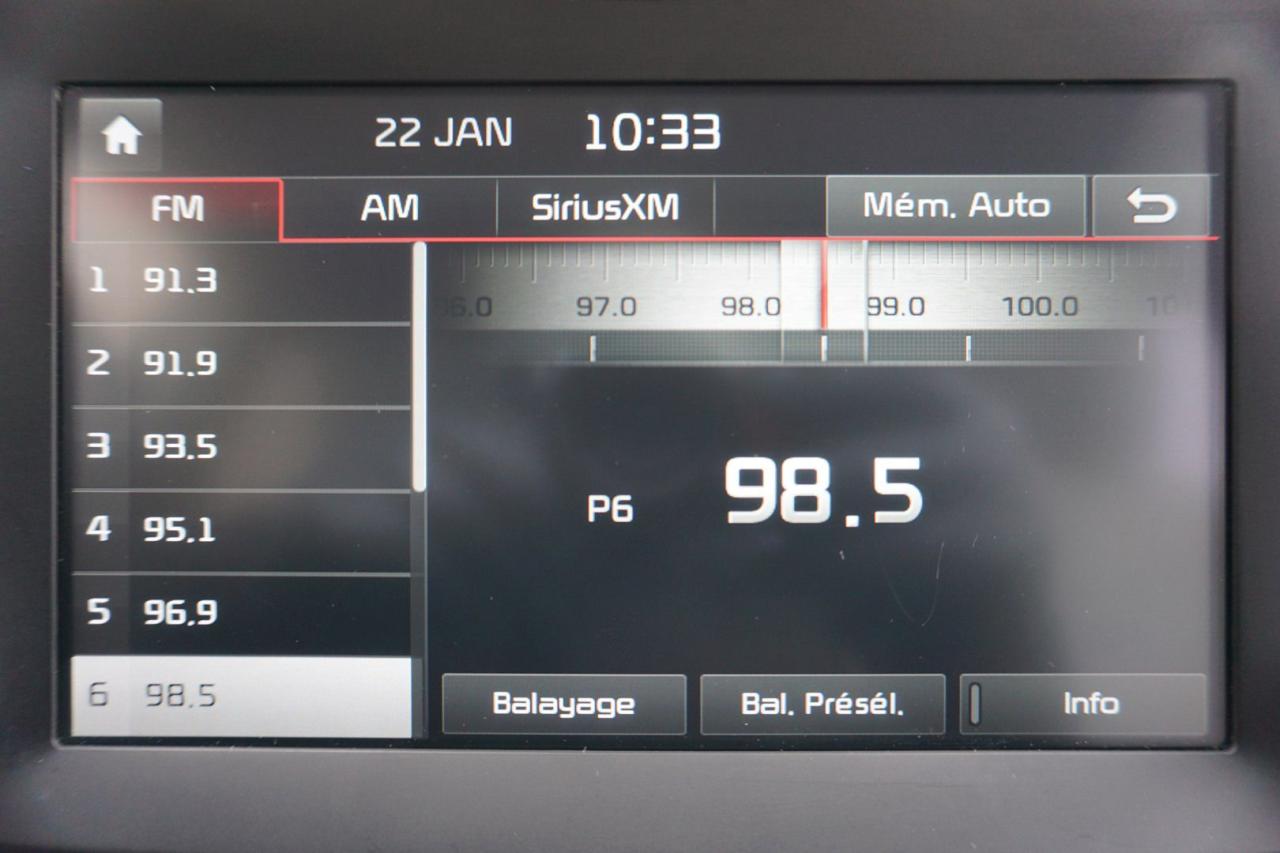 22 JAN 10:33
FM AM SiriusXM Mém. Auto
1 91.3
2 91.9
3 93.5
4 95.1
5 96.9
6 98.5
97.0 98.0 99.0 100.0
P6 98.5
Balayage Bal. Présél. Info